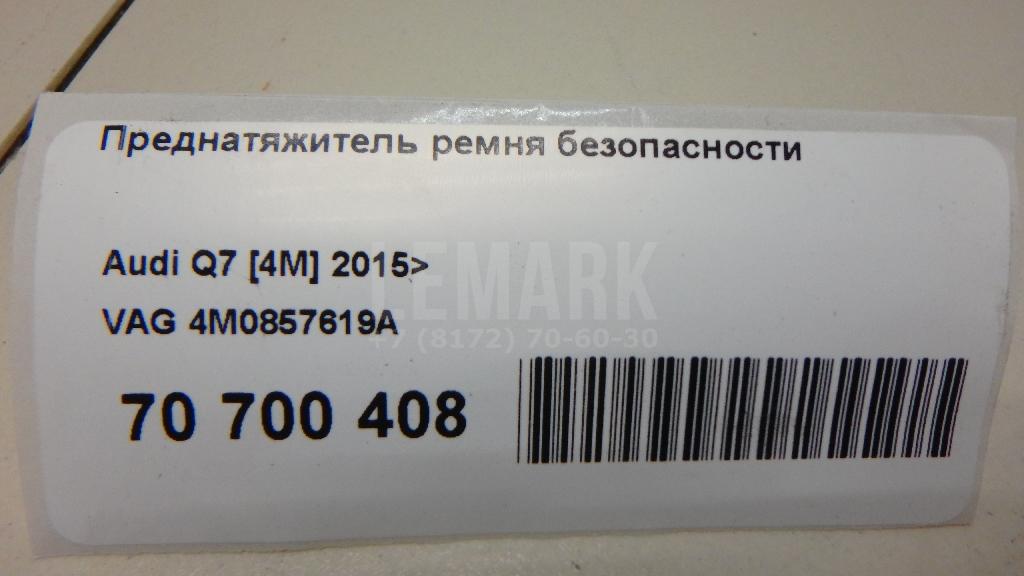 Преднатяжитель ремня безопасности
Audi Q7 [4M] 2015>
LEMARK
VAG 4M0857619A
+7 (8172) 70-60-30
70 700 408